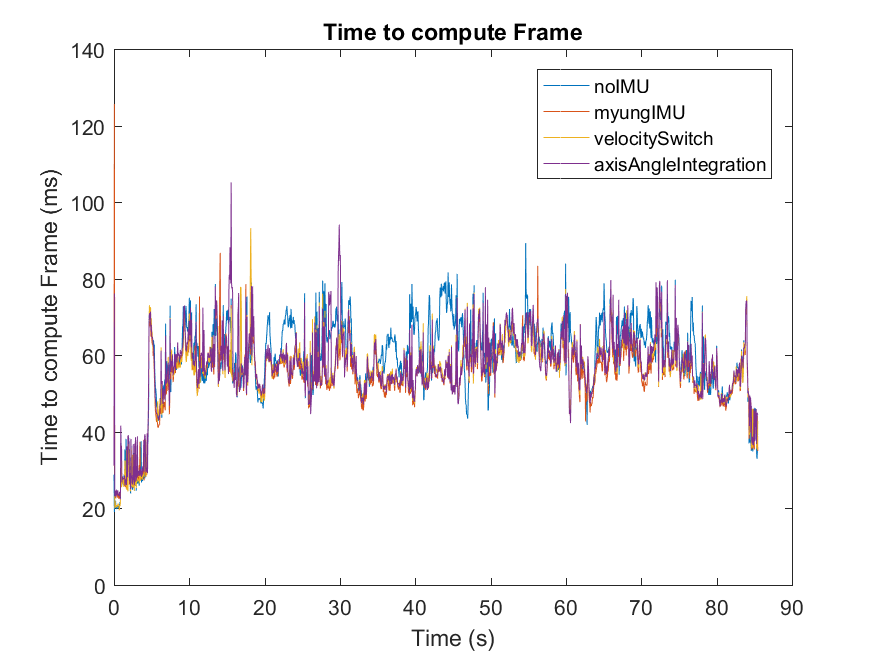 Time to compute Frame
140
120
100
80
60
40
20
0
Time to compute Frame (ms)
noIMU
myungIMU
velocitySwitch
axisAngleIntegration
0 10 20 30 40 50 60 70 80 90
Time (s)